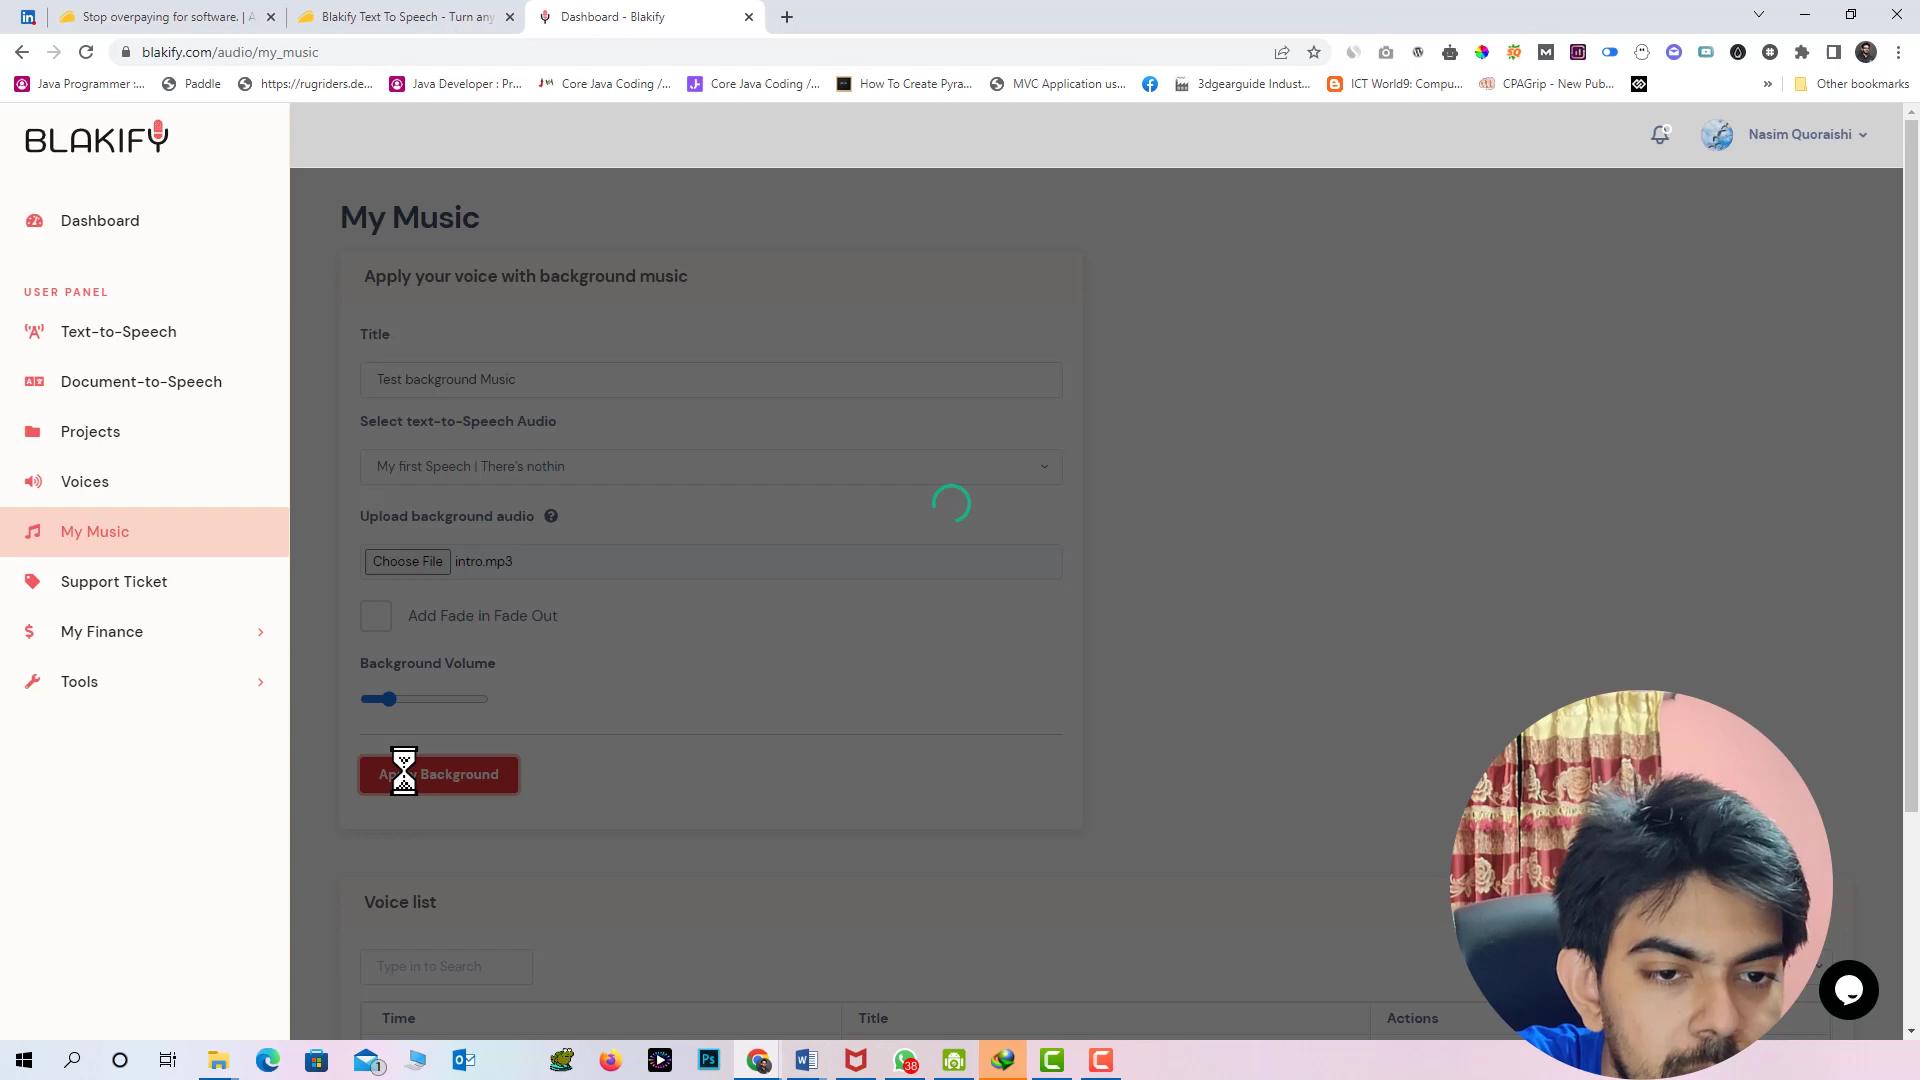 Stop overpaying for software. | A
Blakify Text To Speech - Turn any
Dashboard - Blakify
blakify.com/audio/my_music
Java Programmer :...
Paddle
https://rugriders.de...
Java Developer : Pr...
Core Java Coding /...
Core Java Coding /...
How To Create Pyra...
MVC Application us...
3dgearguide Indust...
ICT World9: Compu...
CPAGrip - New Pub...
»
Other bookmarks
BLAKIFY
Nasim Quoraishi
Dashboard
USER PANEL
Text-to-Speech
Document-to-Speech
Projects
Voices
My Music
Support Ticket
My Finance
Tools
My Music
Apply your voice with background music
Title
Test background Music
Select text-to-Speech Audio
My first Speech | There's nothin
Upload background audio
Choose File intro.mp3
Add Fade in Fade Out
Background Volume
Background
Voice list
Type in to Search
Time Title Actions